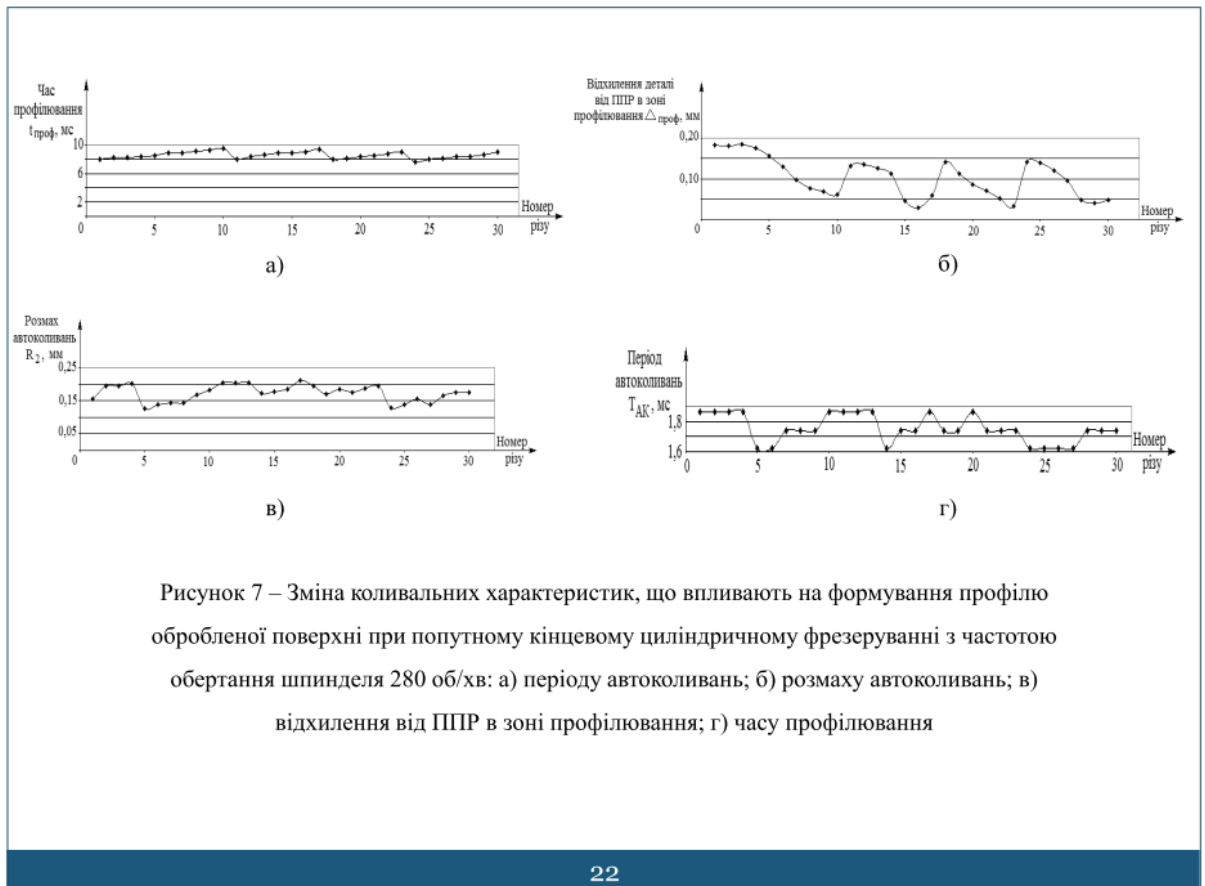 Час
профілювання
tпроф, мс
10
6
2
0
5
10
15
20
25
30
Номер
різу
а)
Відхилення деталі
від ППР в зоні
профілювання△проф, мм
0,20
0,10
0
5
10
15
20
25
30
Номер
різу
б)
Розмах
автоколивань
R2, мм
0,25
0,15
0,05
0
5
10
15
20
25
30
Номер
різу
в)
Період
автоколивань
TАК, мс
1,8
1,6
0
5
10
15
20
25
30
Номер
різу
г)
Рисунок 7 – Зміна коливальних характеристик, що впливають на формування профілю
обробленої поверхні при попутному кінцевому циліндричному фрезеруванні з частотою
обертання шпинделя 280 об/хв: а) періоду автоколивань; б) розмаху автоколивань; в)
відхилення від ППР в зоні профілювання; г) часу профілювання
22